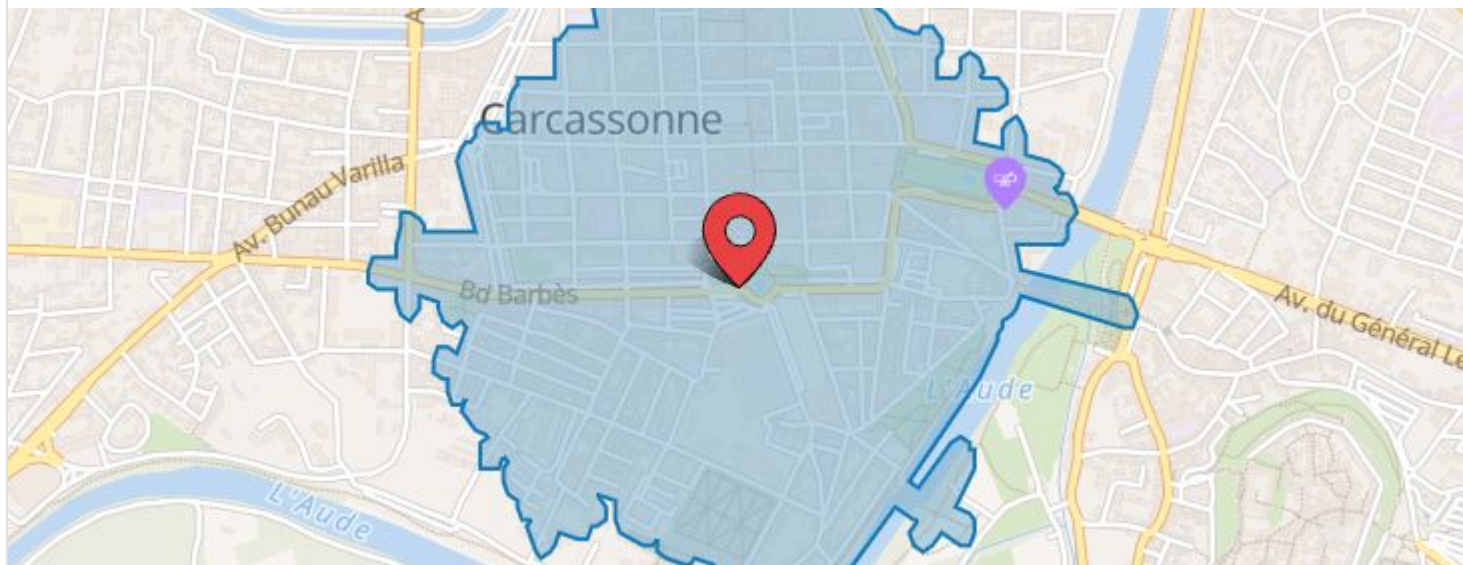 Carcassonne
Av. Bunau Varilla
Bd Barbès
Av. du Général Le
L'Aude
L'Aude